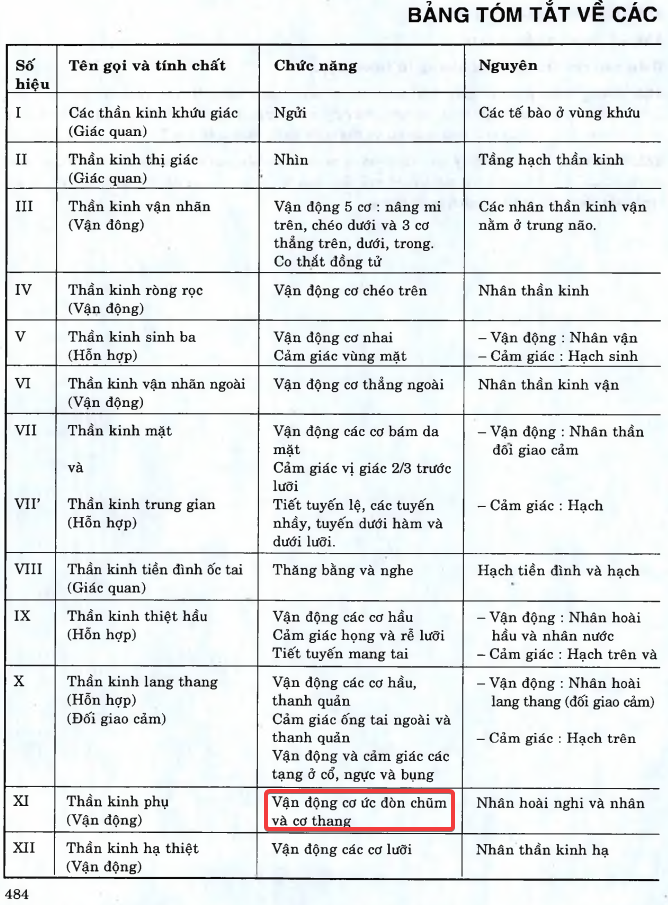 BẢNG TÓM TẮT VỀ CÁC
Số hiệu | Tên gọi và tính chất | Chức năng | Nguyên
I | Các thần kinh khứu giác | Ngửi | Các tế bào ở vùng khứu
(Giác quan)
II | Thần kinh thị giác | Nhìn | Tầng hạch thần kinh
(Giác quan)
III | Thần kinh vận nhãn | Vận động 5 cơ : nâng mi | Các nhân thần kinh vận
(Vận đông) | trên, chéo dưới và 3 cơ | nằm ở trung não.
thẳng trên, dưới, trong.
Co thắt đồng tử
IV | Thần kinh ròng rọc | Vận động cơ chéo trên | Nhân thần kinh
(Vận động)
V | Thần kinh sinh ba | Vận động cơ nhai | – Vận động : Nhân vận
(Hỗn hợp) | Cảm giác vùng mặt | – Cảm giác : Hạch sinh
VI | Thần kinh vận nhãn ngoài | Vận động cơ thẳng ngoài | Nhân thần kinh vận
(Vận động)
VII | Thần kinh mặt | Vận động các cơ bám da | – Vận động : Nhân thần
mặt | đối giao cảm
và | Cảm giác vị giác 2/3 trước
lưỡi
VII’ | Thần kinh trung gian | Tiết tuyến lệ, các tuyến | – Cảm giác : Hạch
(Hỗn hợp) | nhầy, tuyến dưới hàm và
dưới lưỡi.
VIII | Thần kinh tiền đình ốc tai | Thăng bằng và nghe | Hạch tiền đình và hạch
(Giác quan)
IX | Thần kinh thiệt hầu | Vận động các cơ hầu | – Vận động : Nhân hoài
(Hỗn hợp) | Cảm giác họng và rễ lưỡi | hầu và nhân nước
Tiết tuyến mang tai | – Cảm giác : Hạch trên và
X | Thần kinh lang thang | Vận động các cơ hầu, | – Vận động : Nhân hoài
(Hỗn hợp) | thanh quản | lang thang (đối giao cảm)
(Đối giao cảm) | Cảm giác ống tai ngoài và
thanh quản | – Cảm giác : Hạch trên
Vận động và cảm giác các
tạng ở cổ, ngực và bụng
XI | Thần kinh phụ | Vận động cơ ức đòn chũm | Nhân hoài nghi và nhân
(Vận động) | và cơ thang
XII | Thần kinh hạ thiệt | Vận động các cơ lưỡi | Nhân thần kinh hạ
(Vận động)
484